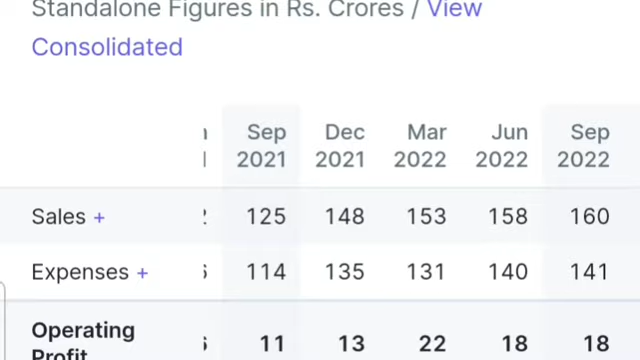 Standalone Figures in Rs. Crores / View
Consolidated
Sep Dec Mar Jun Sep
2021 2021 2022 2022 2022
Sales + 125 148 153 158 160
Expenses + 114 135 131 140 141
Operating 11 13 22 18 18
Profit